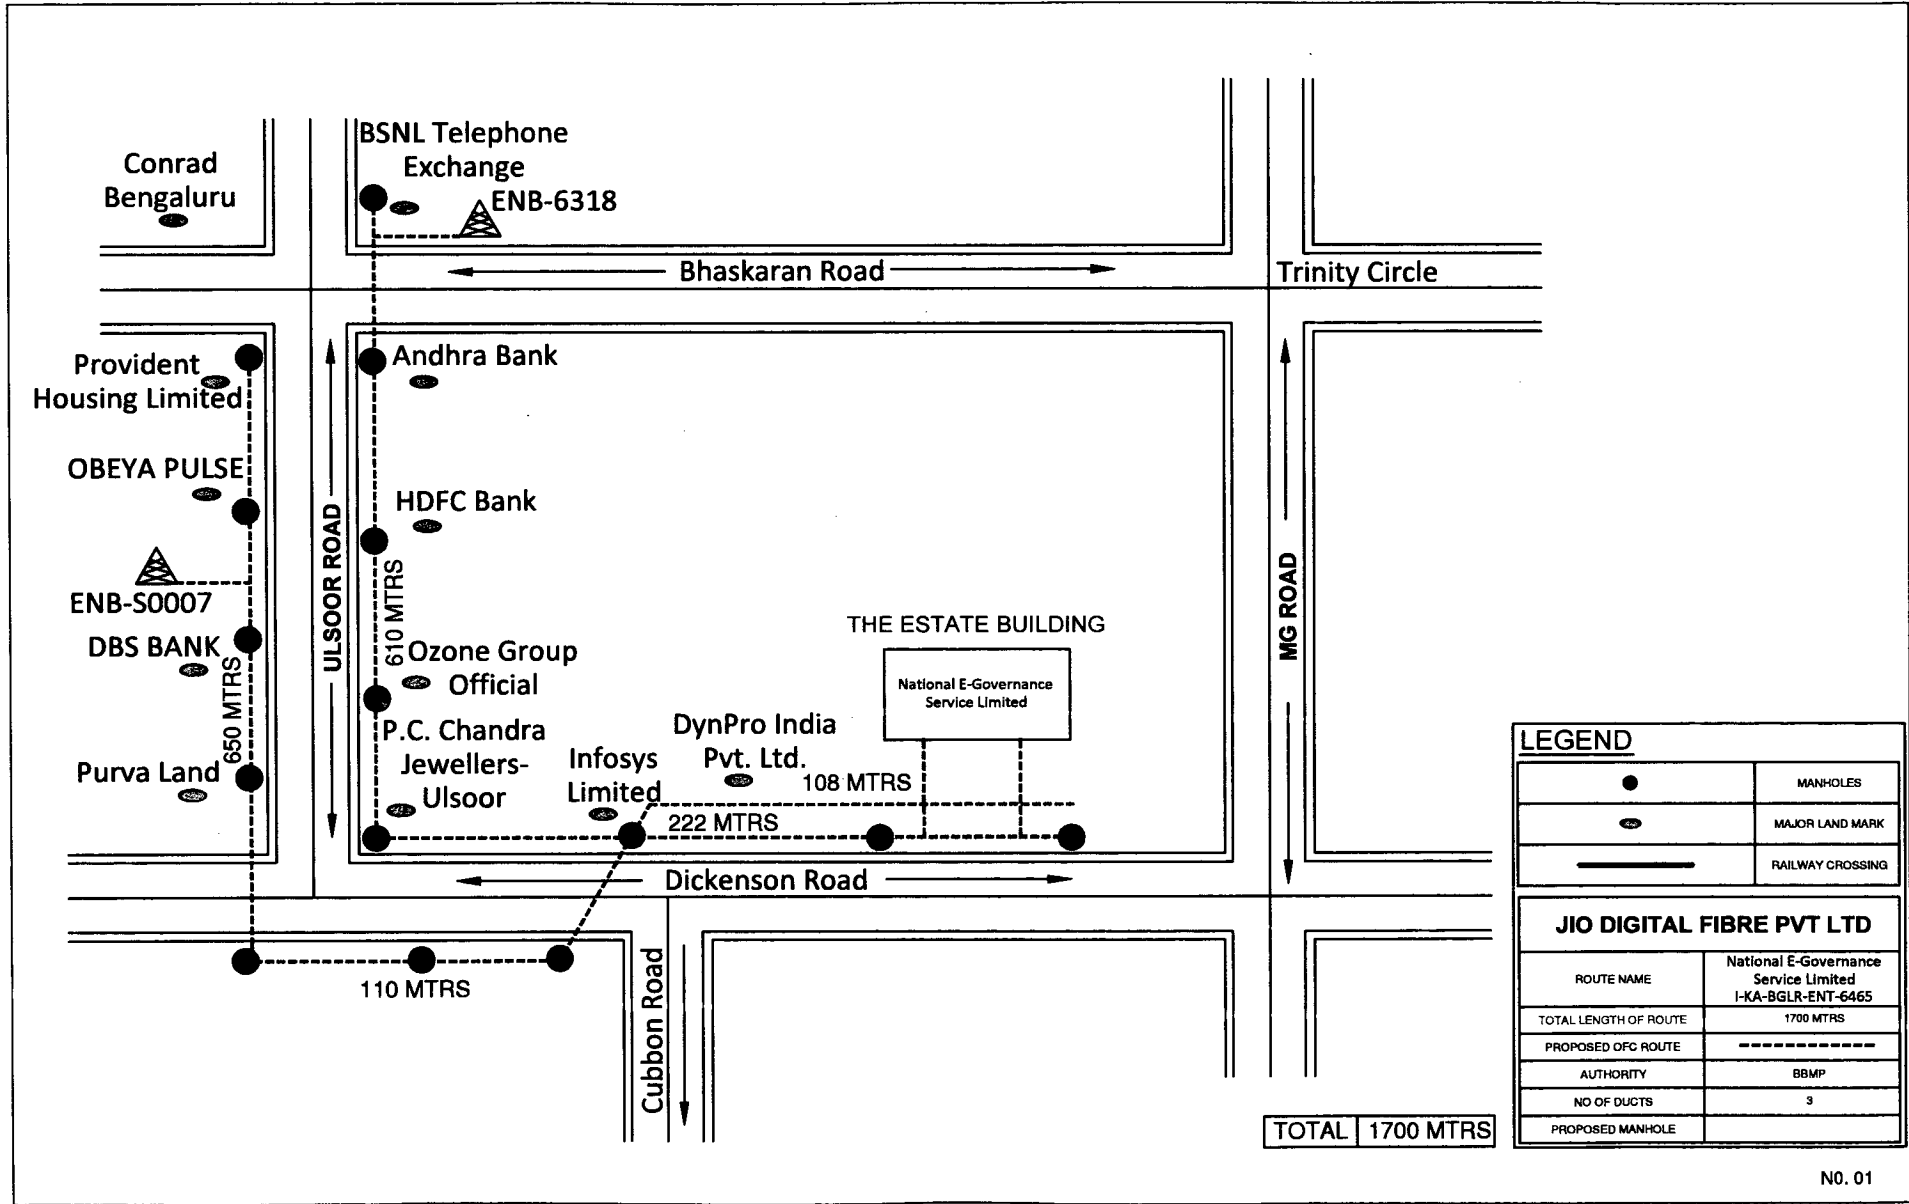 BSNL Telephone
Exchange
ENB-6318
Conrad
Bengaluru
Bhaskaran Road
Trinity Circle
Provident
Housing Limited
Andhra Bank
OBEYA PULSE
HDFC Bank
ENB-S0007
DBS BANK
650 MTRS
Purva Land
ULSOOR ROAD
610 MTRS
Ozone Group
Official
P.C. Chandra
Jewellers-
Ulsoor
Infosys
Limited
DynPro India
Pvt. Ltd.
108 MTRS
222 MTRS
THE ESTATE BUILDING
National E-Governance
Service Limited
MG ROAD
Dickenson Road
110 MTRS
Cubbon Road
TOTAL 1700 MTRS
LEGEND
MANHOLES
MAJOR LAND MARK
RAILWAY CROSSING
JIO DIGITAL FIBRE PVT LTD
ROUTE NAME
National E-Governance
Service Limited
I-KA-BGLR-ENT-6465
TOTAL LENGTH OF ROUTE 1700 MTRS
PROPOSED OFC ROUTE
AUTHORITY BBMP
NO OF DUCTS 3
PROPOSED MANHOLE
N0. 01